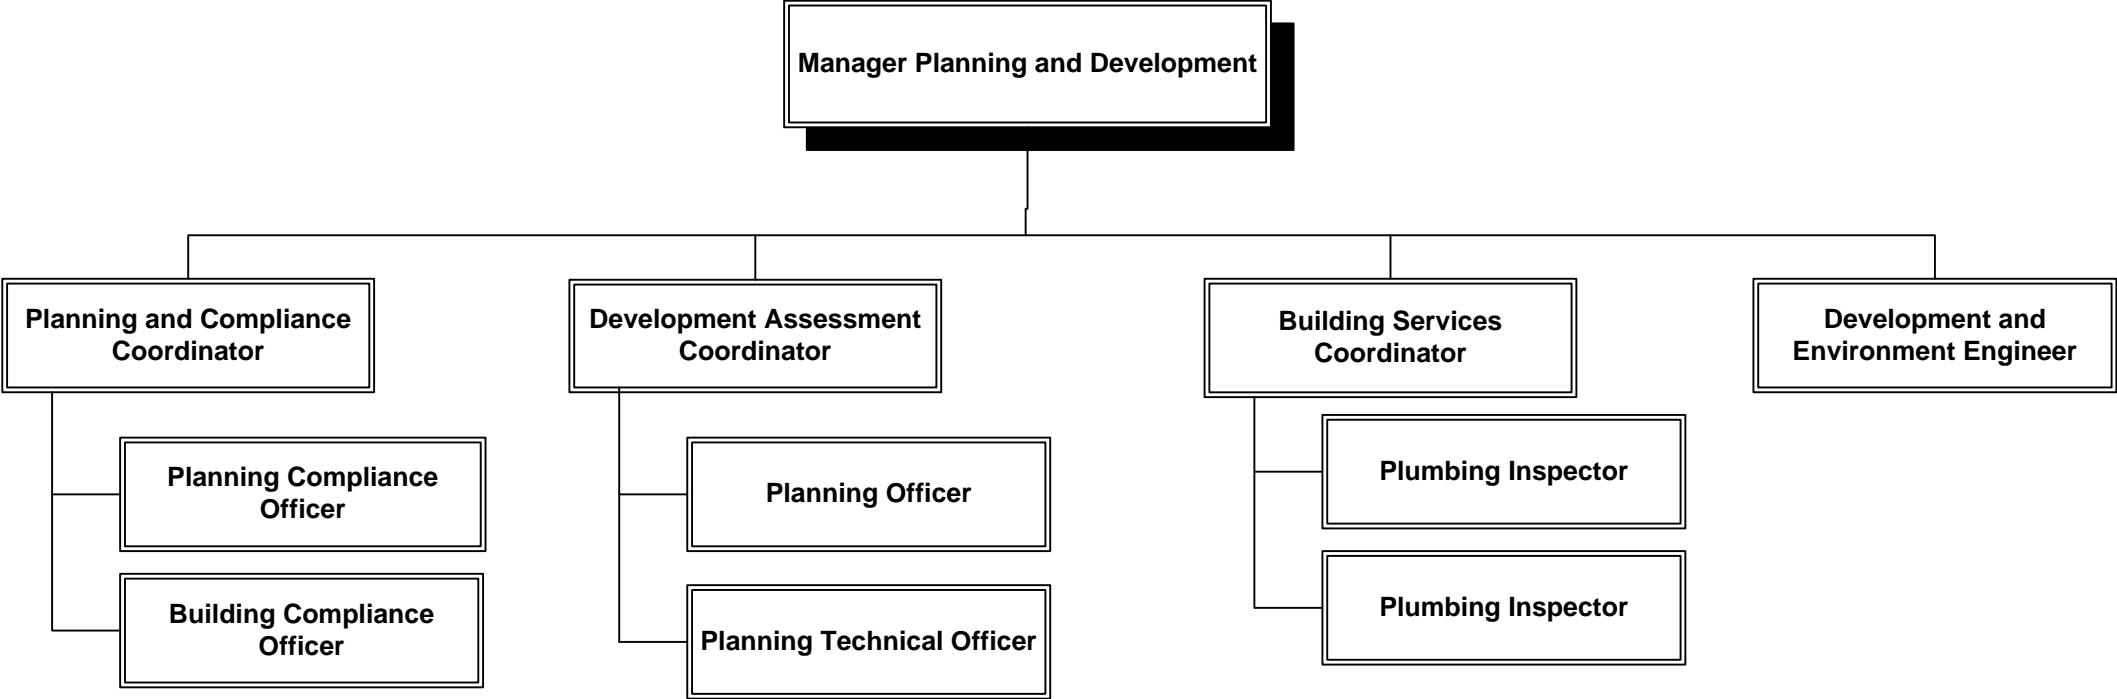 Manager Planning and Development
Planning and Compliance
Coordinator
Development Assessment
Coordinator
Building Services
Coordinator
Development and
Environment Engineer
Planning Compliance
Officer
Building Compliance
Officer
Planning Officer
Planning Technical Officer
Plumbing Inspector
Plumbing Inspector